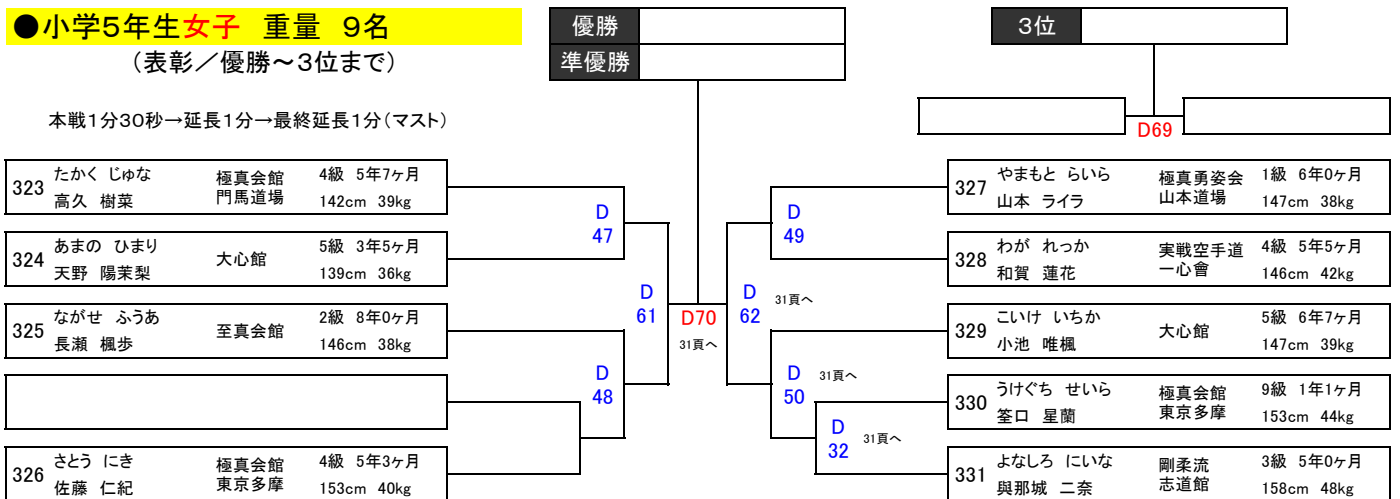 ●小学5年生女子 重量 9名
(表彰/優勝~3位まで)
本戦1分30秒→延長1分→最終延長1分(マスト)
優勝
準優勝
3位
D69
323 たかく じゅな 高久 樹菜 極真会館 門馬道場 4級 5年7ヶ月 142cm 39kg
324 あまの ひまり 天野 陽茉梨 大心館 5級 3年5ヶ月 139cm 36kg
325 ながせ ふうあ 長瀬 楓歩 至真会館 2級 8年0ヶ月 146cm 38kg
326 さとう にき 佐藤 仁紀 極真会館 東京多摩 4級 5年3ヶ月 153cm 40kg
D
47
D
48
D
61
D70
31頁へ
D
62
31頁へ
D
49
D
50
31頁へ
D
32
31頁へ
327 やまもと らいら 山本 ライラ 極真勇姿会 山本道場 1級 6年0ヶ月 147cm 38kg
328 わが れっか 和賀 蓮花 実戦空手道 一心會 4級 5年5ヶ月 146cm 42kg
329 こいけ いちか 小池 唯楓 大心館 5級 6年7ヶ月 147cm 39kg
330 うけぐち せいら 筌口 星蘭 極真会館 東京多摩 9級 1年1ヶ月 153cm 44kg
331 よなしろ にいな 與那城 二奈 剛柔流 志道館 3級 5年0ヶ月 158cm 48kg